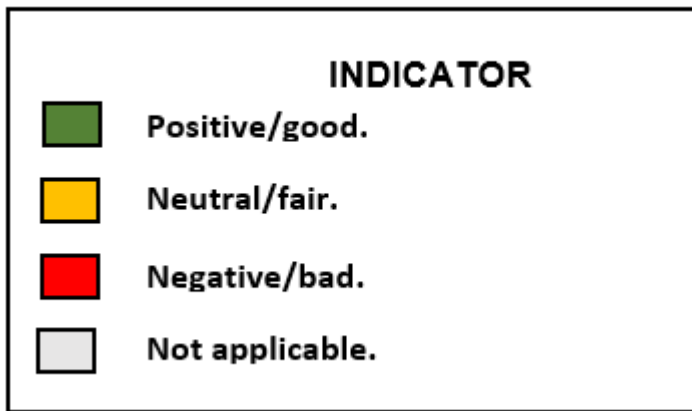 INDICATOR
Positive/good.
Neutral/fair.
Negative/bad.
Not applicable.